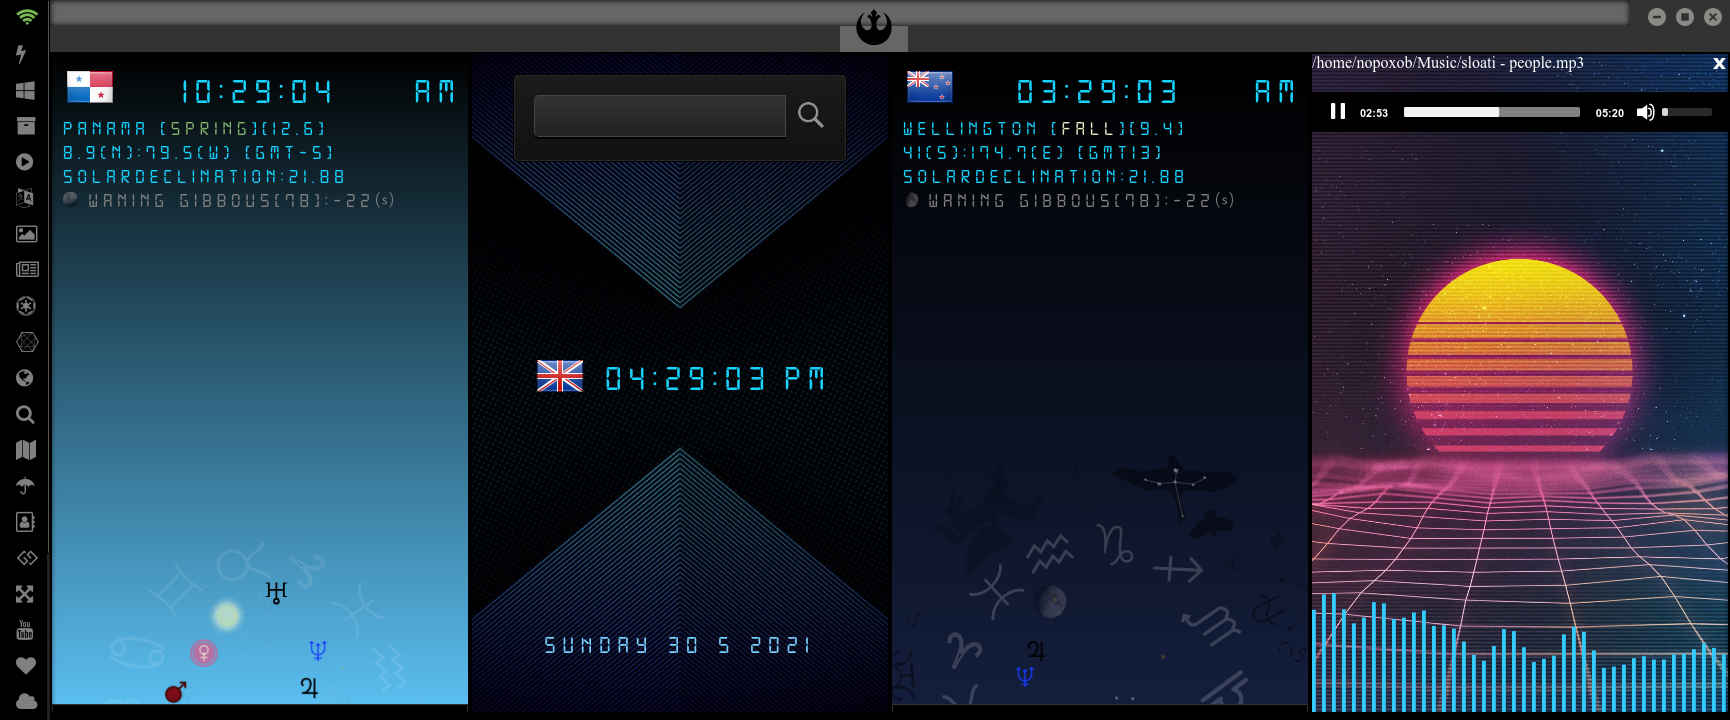 10:29:04 AM
PANAMA [SPRING][12.6]
8.9(N):79.5(W) [GMT-5]
SOLARDECLINATION:21.88
WANING GIBBOUS[78]:-22(s)
04:29:03 PM
SUNDAY 30 5 2021
03:29:03 AM
WELLINGTON [FALL][9.4]
41(S):174.7(E) [GMT13]
SOLARDECLINATION:21.88
WANING GIBBOUS[78]:-22(s)
/home/nopoxob/Music/sloati - people.mp3 x
02:53 05:20
You
Tube